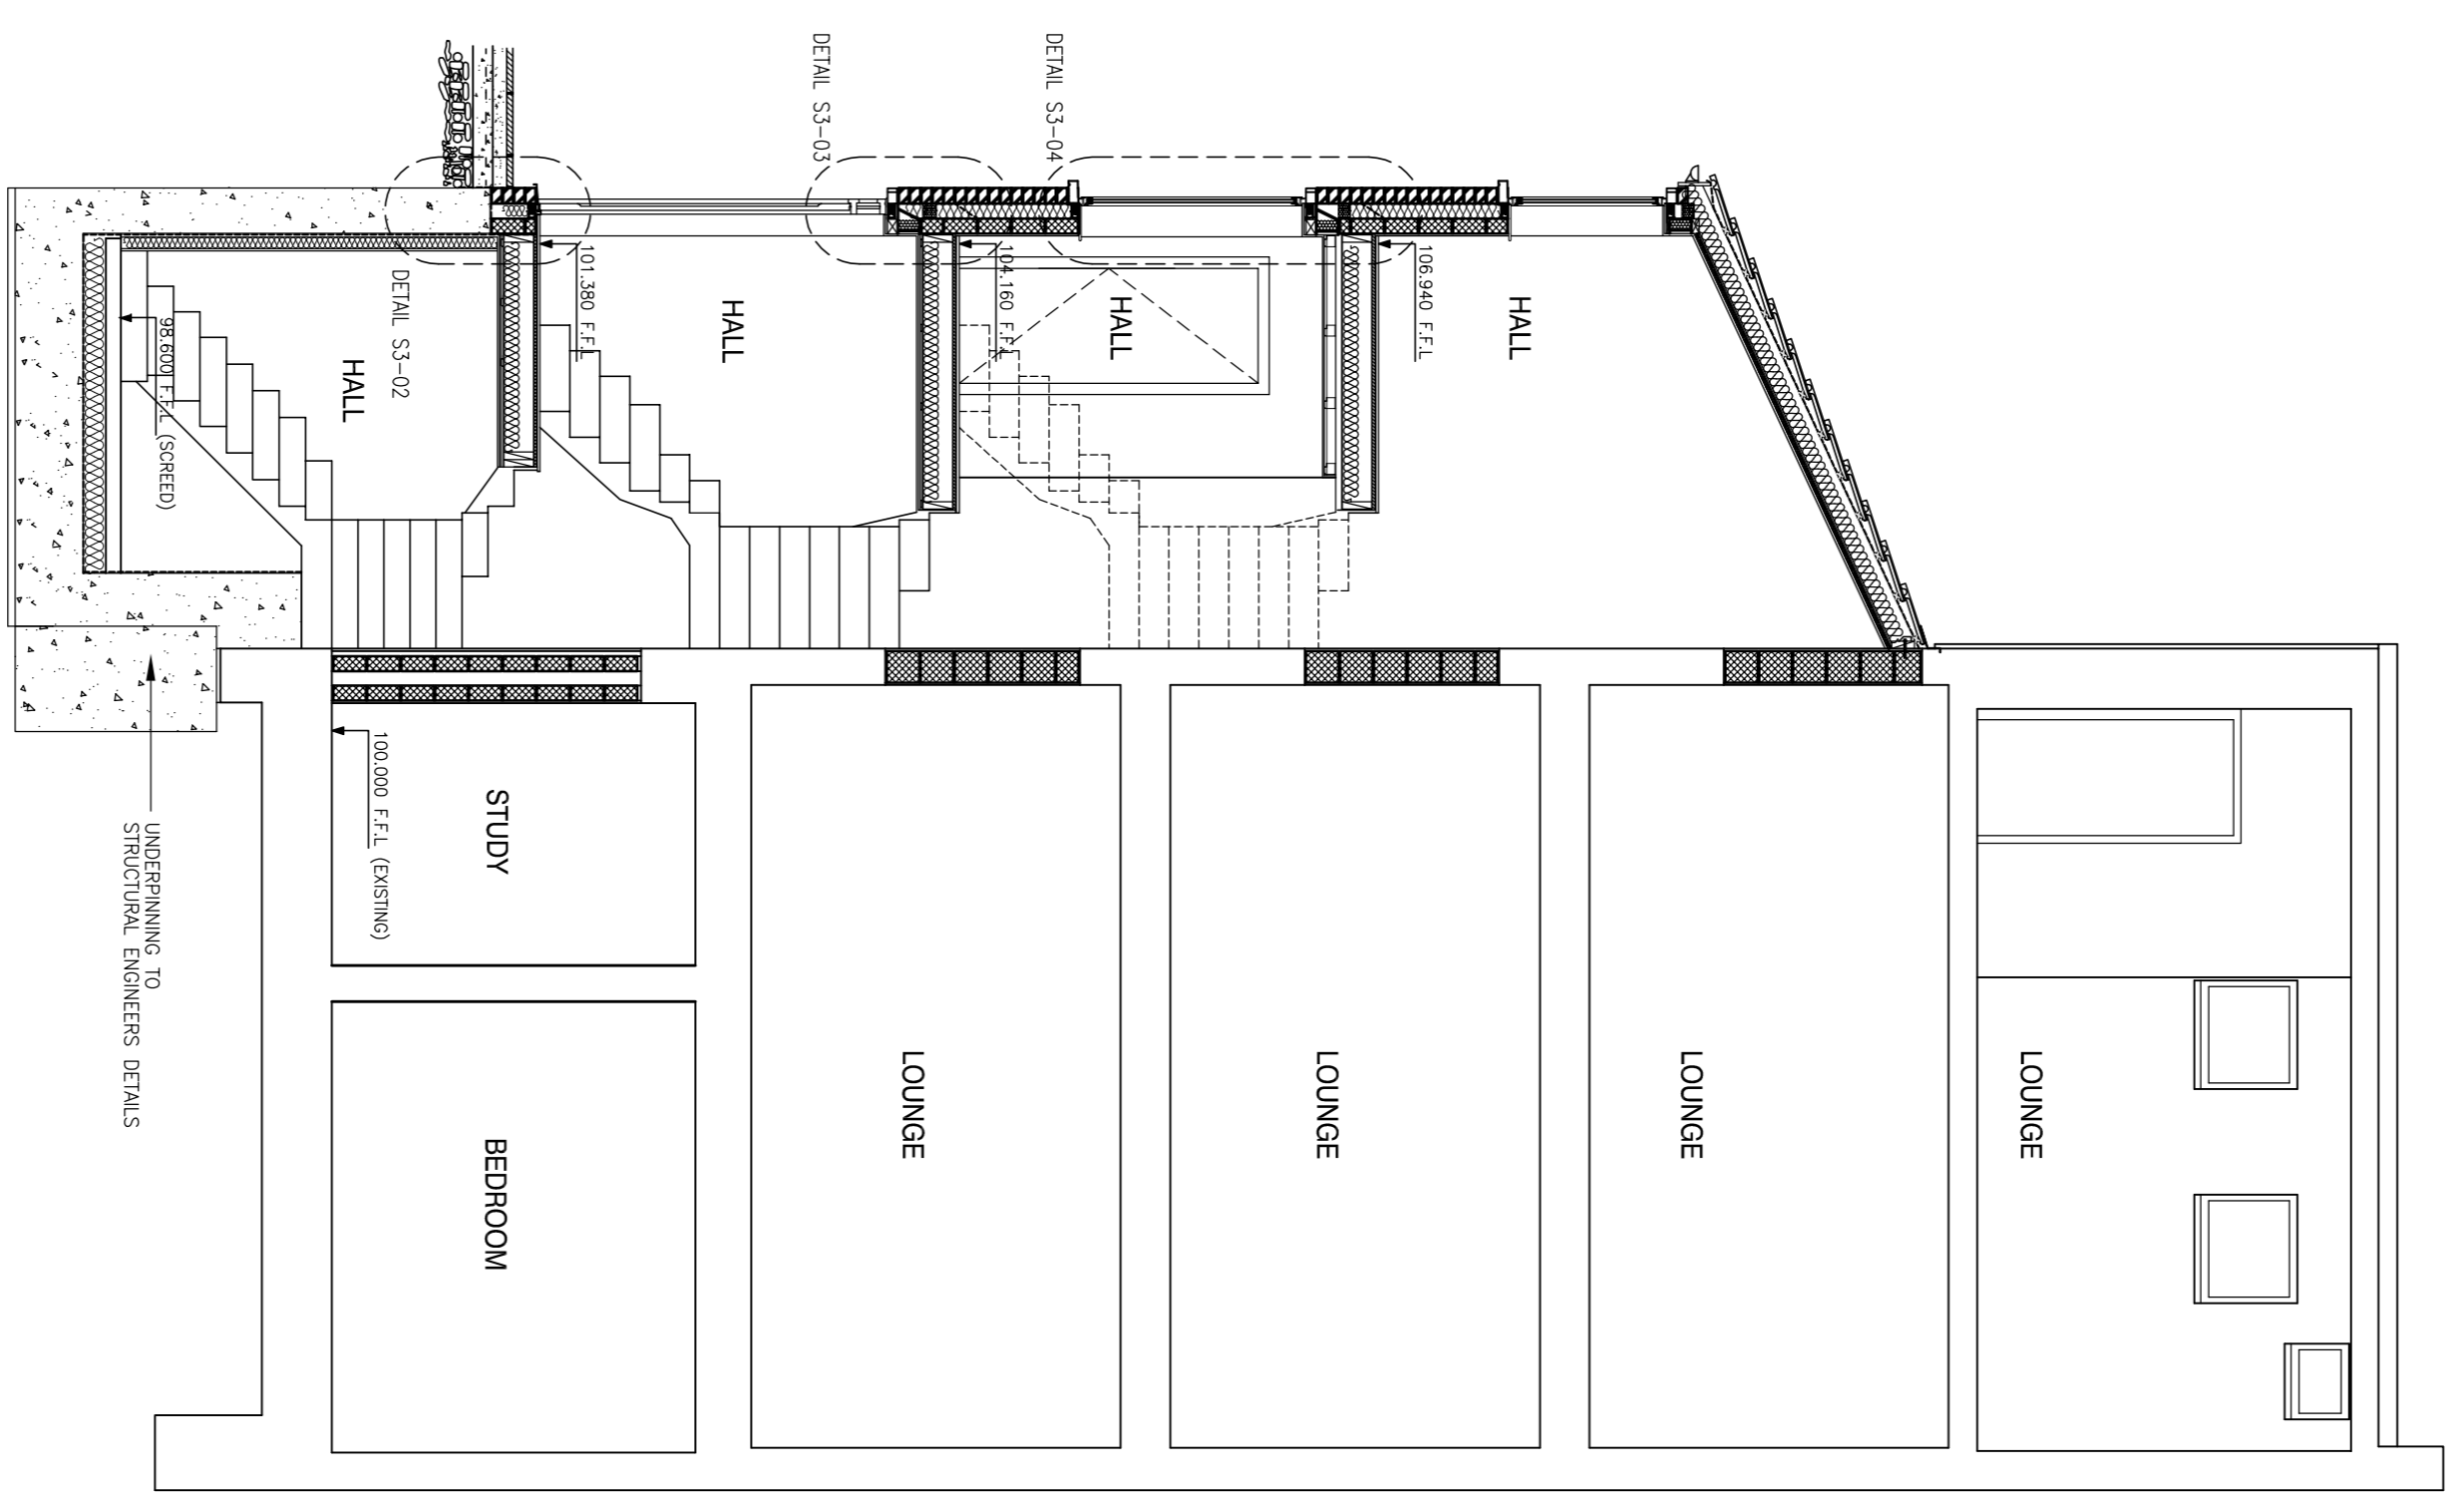 LOUNGE
HALL
LOUNGE
106.940 F.F.L
HALL
LOUNGE
DETAIL S3-04
104.160 F.F.L
LOUNGE
DETAIL S3-03
HALL
101.380 F.F.L
STUDY
BEDROOM
DETAIL S3-02
100.000 F.F.L (EXISTING)
HALL
98.600 F.F.L (SCREED)
UNDERPINNING TO
STRUCTURAL ENGINEERS DETAILS